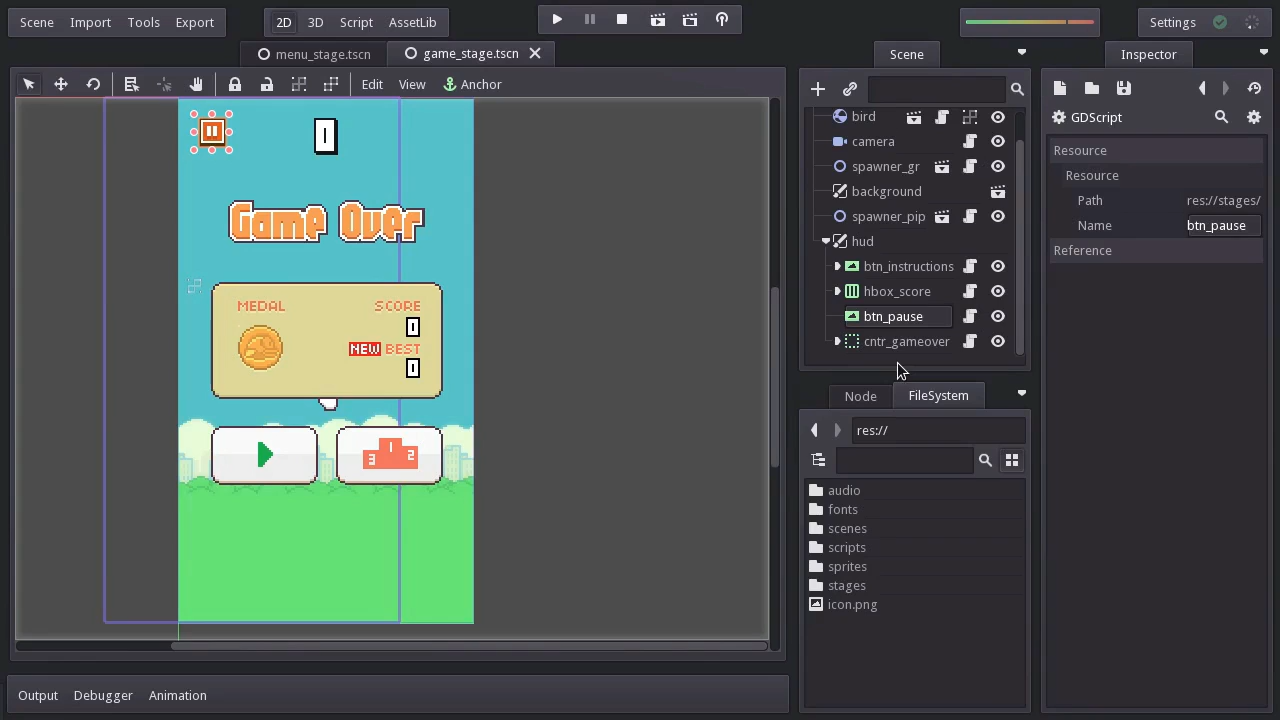 Scene Import Tools Export 2D 3D Script AssetLib Settings
menu_stage.tscn game_stage.tscn Scene Inspector
Edit View Anchor
GDScript
Game Over
MEDAL SCORE
NEW BEST
3 1 2
bird
camera
spawner_gr
background
spawner_pip
hud
btn_instructions
hbox_score
btn_pause
cntr_gameover
Node FileSystem
res://
audio
fonts
scenes
scripts
sprites
stages
icon.png
Resource
Resource
Path res://stages/
Name btn_pause
Reference
Output Debugger Animation